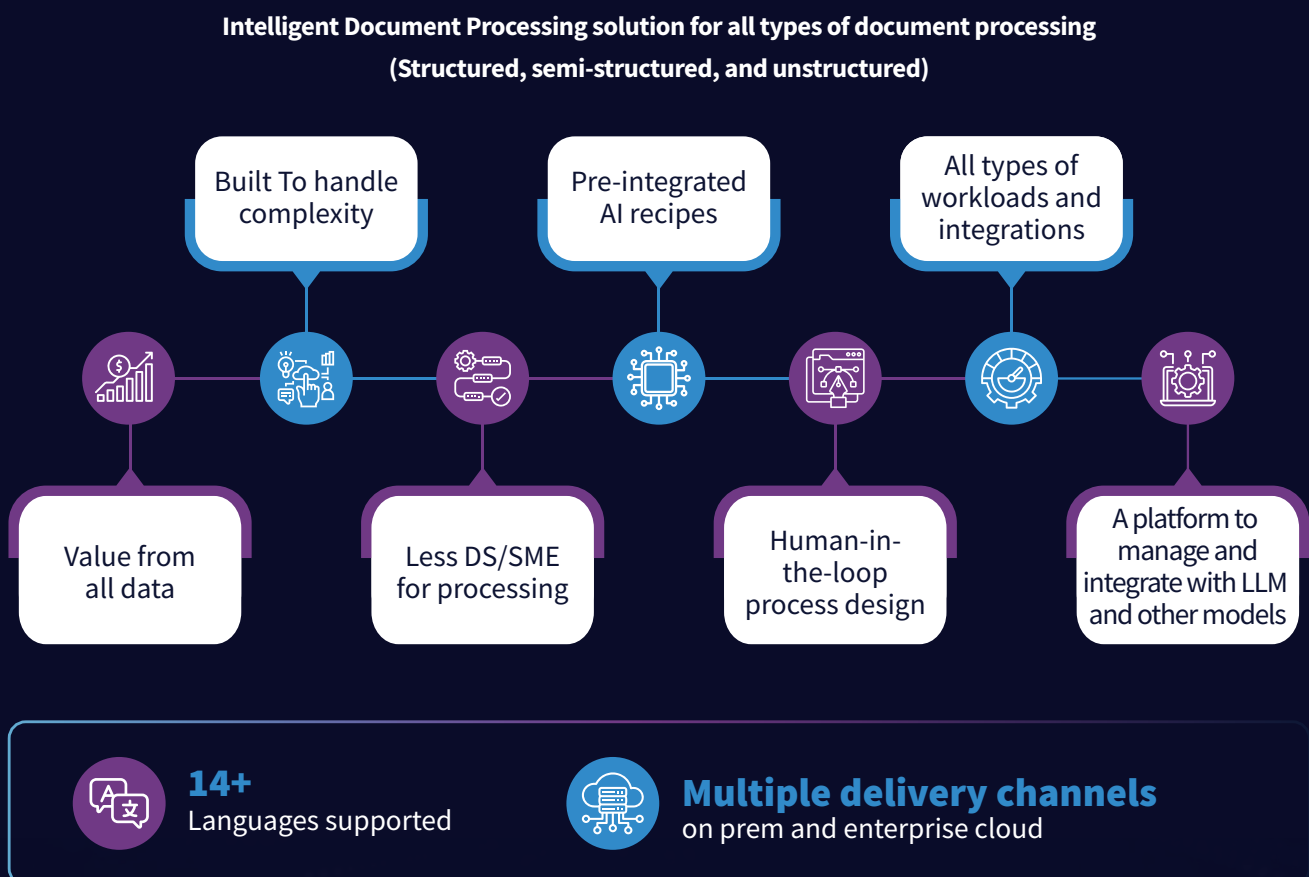 Intelligent Document Processing solution for all types of document processing
(Structured, semi-structured, and unstructured)
Built To handle
complexity
Pre-integrated
AI recipes
All types of
workloads and
integrations
Value from
all data
Less DS/SME
for processing
Human-in-
the-loop
process design
A platform to
manage and
integrate with LLM
and other models
14+
Languages supported
Multiple delivery channels
on prem and enterprise cloud